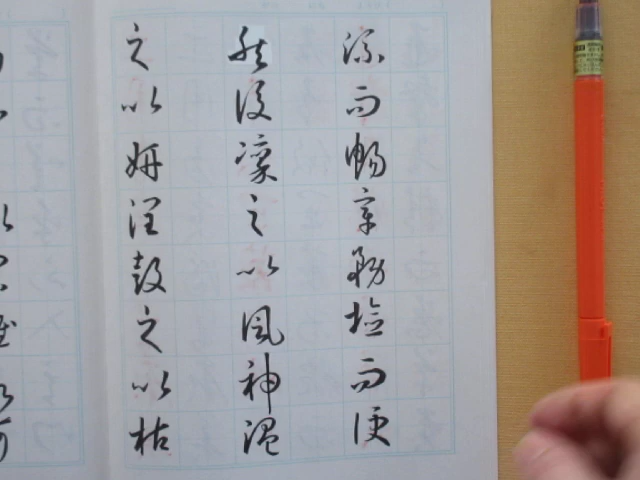 流而暢章務檢而便
然後凜之以風神溫
之以妍潤鼓之以枯